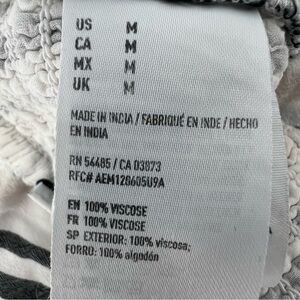 US M
CA M
MX M
UK M
MADE IN INDIA / FABRIQUÉ EN INDE / HECHO
EN INDIA
RN 54485 / CA 03873
RFC# AEM128605U9A
EN 100% VISCOSE
FR 100% VISCOSE
SP EXTERIOR: 100% viscosa;
FORRO: 100% algodón